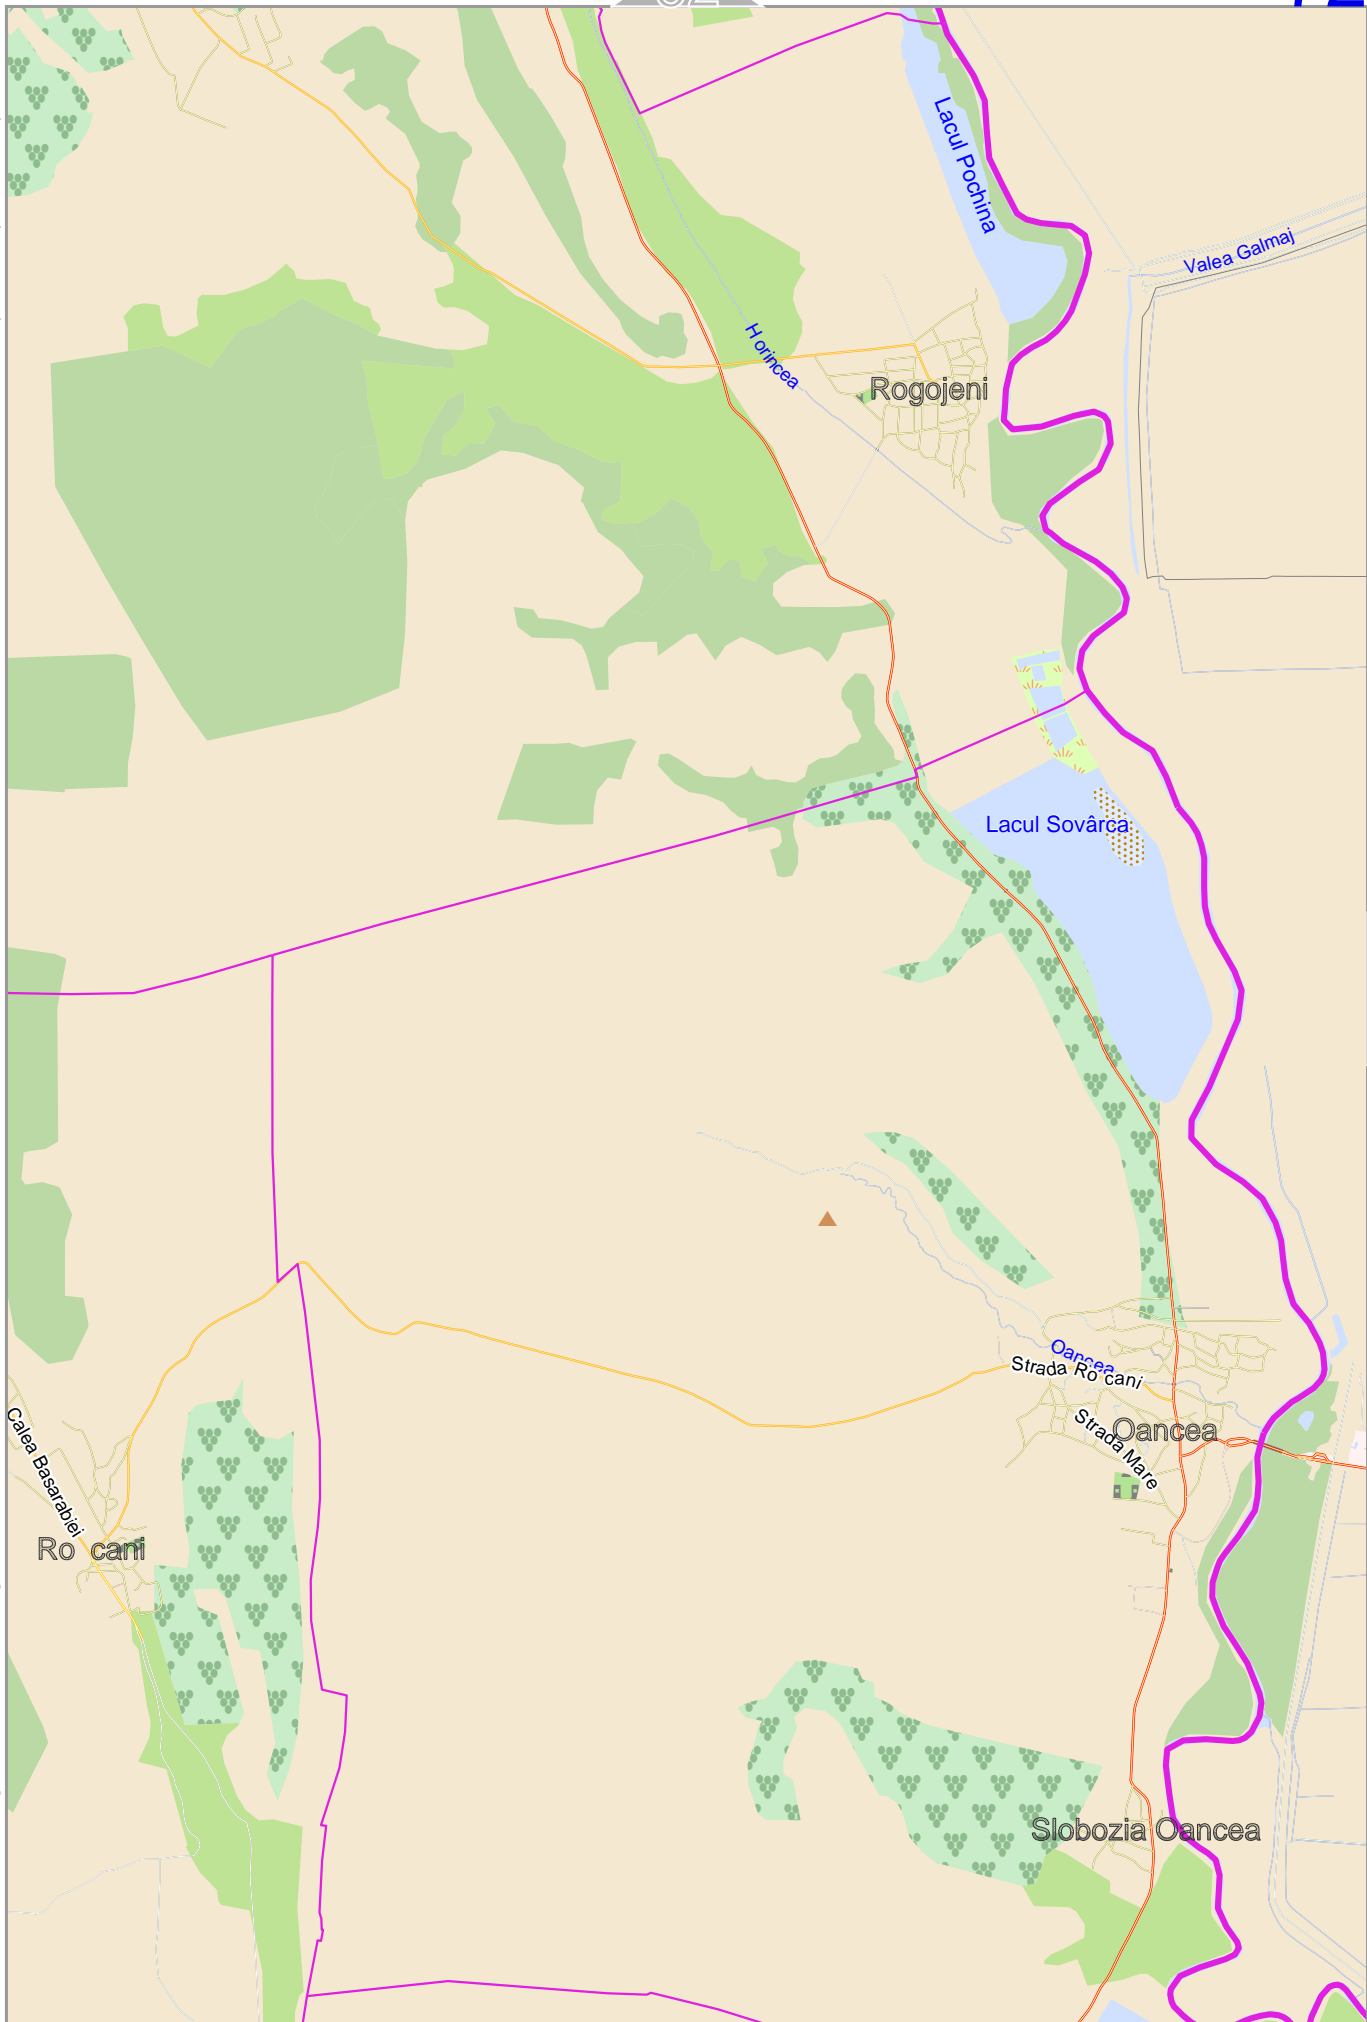 Lacul Pochina
Valea Galmaj
Horincea
Rogojeni
Lacul Sovârca
Oancea
Strada Ro cani
Oancea
Strada Mare
Calea Basarabiei
Ro cani
Slobozia Oancea